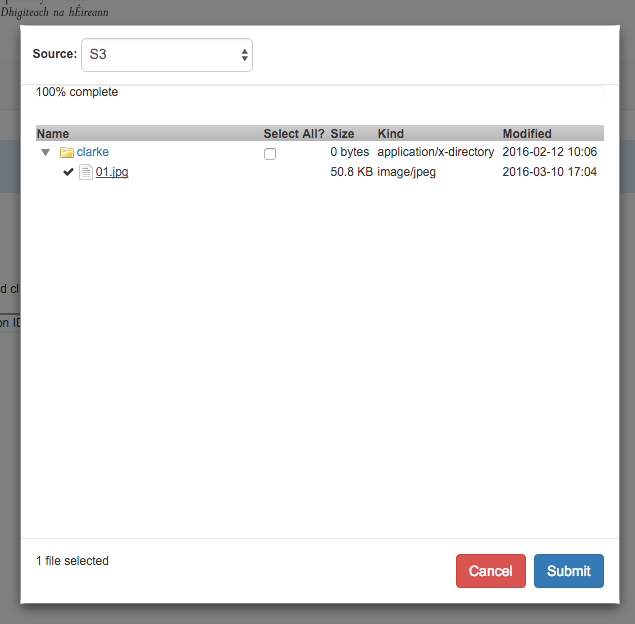 Dhigiteach na hÉireann
Source: S3
100% complete
Name Select All? Size Kind Modified
clarke 0 bytes application/x-directory 2016-02-12 10:06
01.jpg 50.8 KB image/jpeg 2016-03-10 17:04
d cl
on ID
1 file selected
Cancel Submit